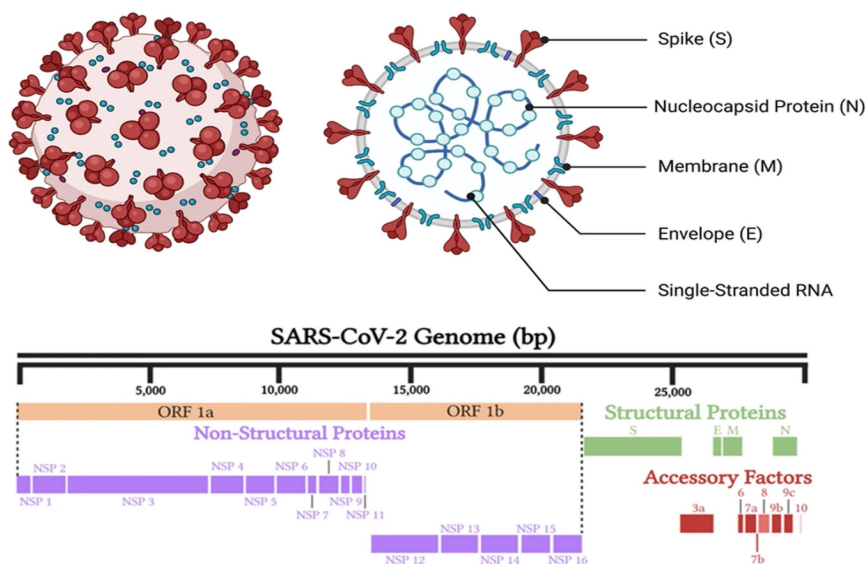 Spike (S)
Nucleocapsid Protein (N)
Membrane (M)
Envelope (E)
Single-Stranded RNA
SARS-CoV-2 Genome (bp)
5,000 10,000 15,000 20,000 25,000
ORF 1a ORF 1b Structural Proteins
Non-Structural Proteins S E M N
NSP 8
NSP 2 NSP 4 NSP 6 NSP 10 Accessory Factors
6 8 9c
3a 7a 9b 10
NSP 1 NSP 3 NSP 5 NSP 9
NSP 7 NSP 11
NSP 13 NSP 15
7b
NSP 12 NSP 14 NSP 16